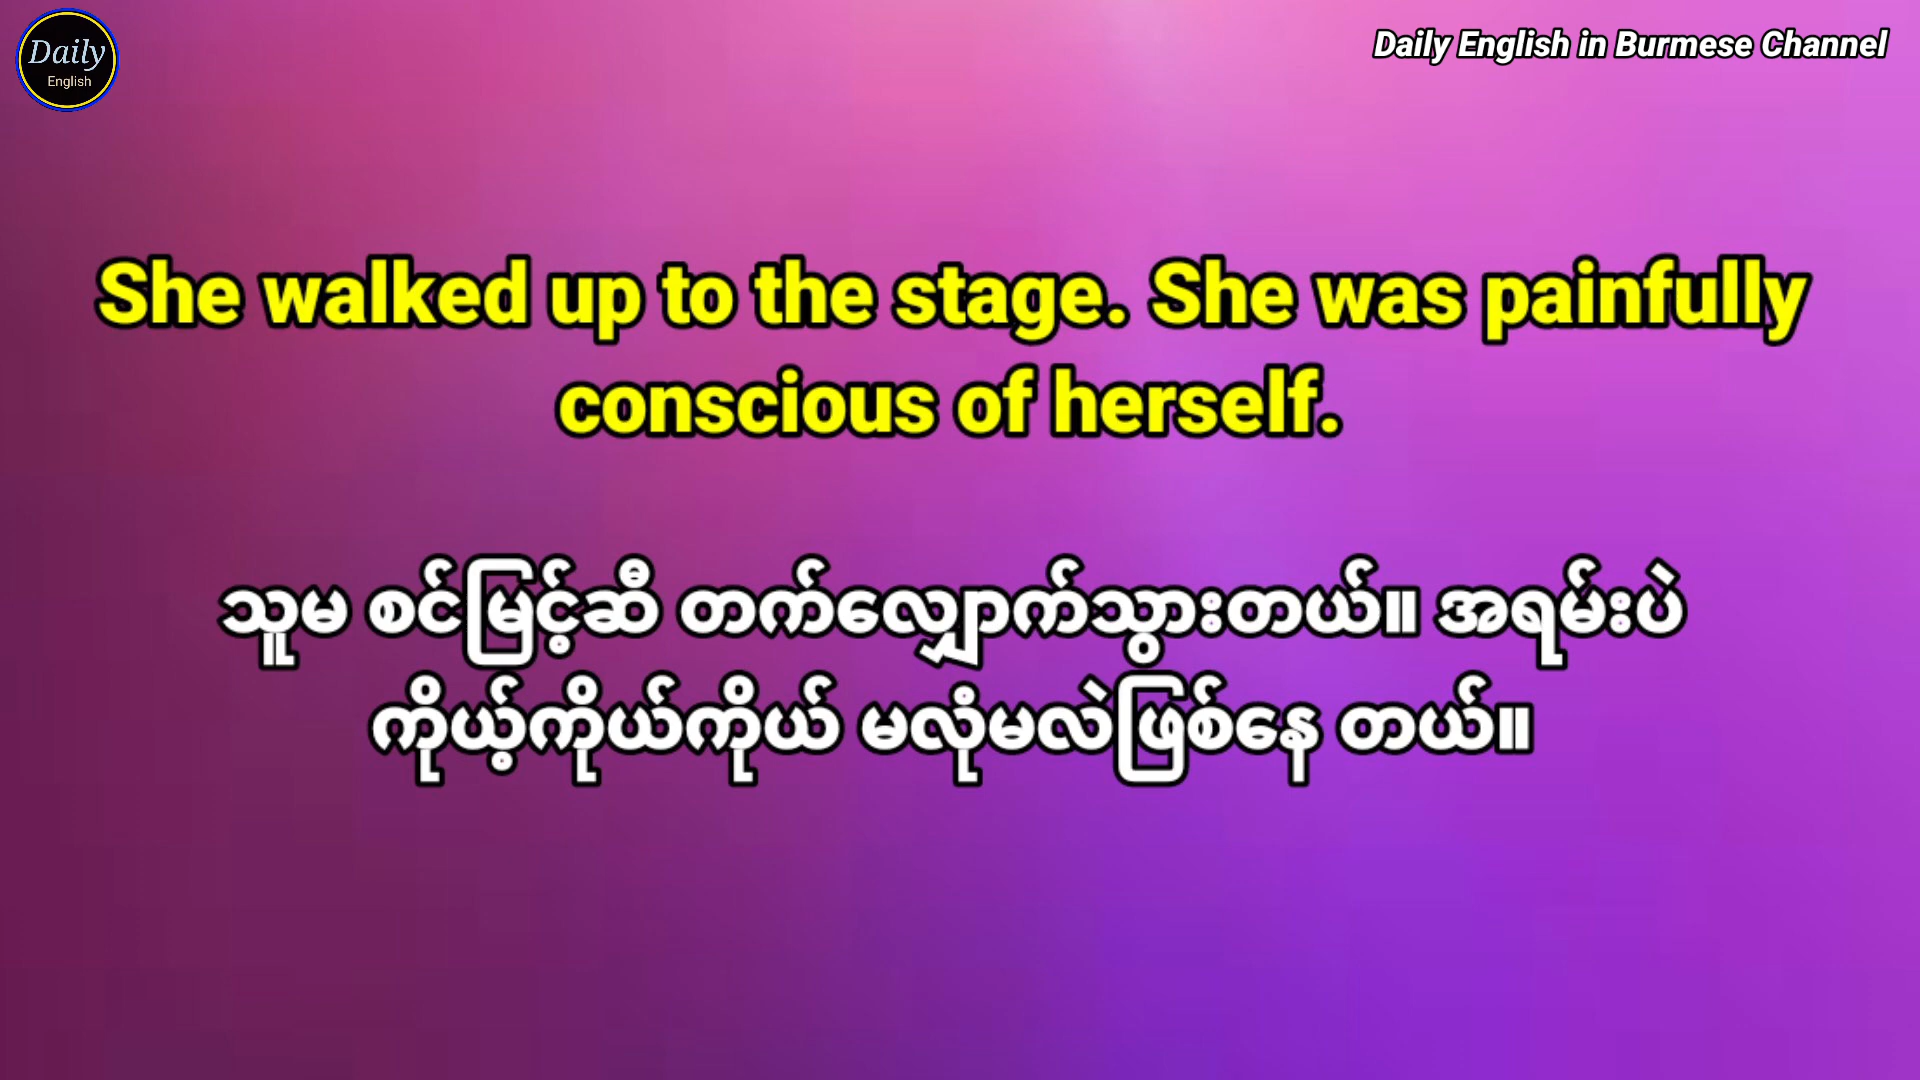 Daily
English
Daily English in Burmese Channel
She walked up to the stage. She was painfully
conscious of herself.
သူမ စင်မြင့်ဆီ တက်လျှောက်သွားတယ်။ အရမ်းပဲ
ကိုယ့်ကိုယ်ကိုယ် မလုံမလဲဖြစ်နေ တယ်။